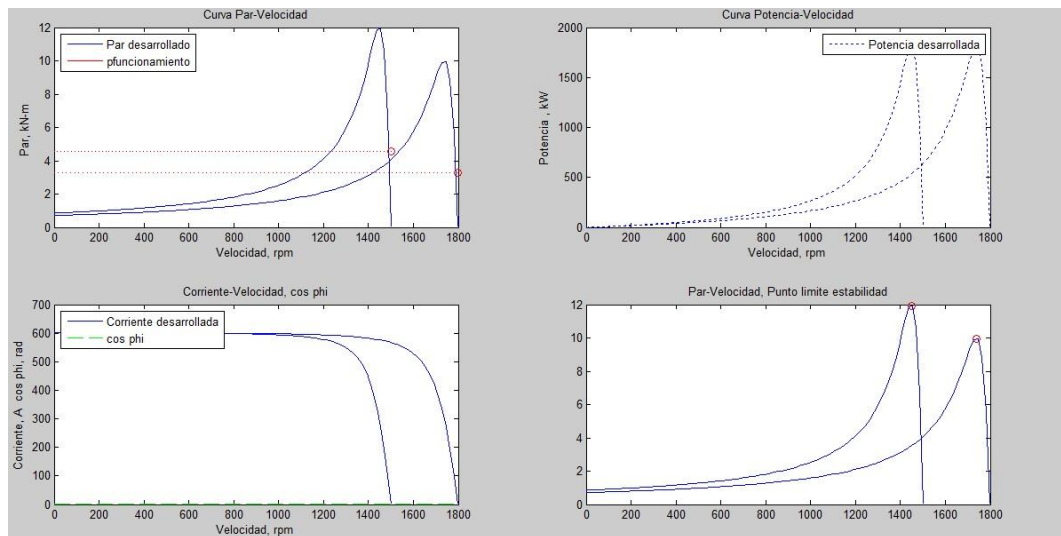 Curva Par-Velocidad
Par, kN-m
12
10
8
6
4
2
0
Par desarrollado
pfuncionamiento
0 200 400 600 800 1000 1200 1400 1600 1800
Velocidad, rpm
Curva Potencia-Velocidad
Potencia , kW
2000
1500
1000
500
0
Potencia desarrollada
0 200 400 600 800 1000 1200 1400 1600 1800
Velocidad, rpm
Corriente-Velocidad, cos phi
Corriente, A cos phi, rad
700
600
500
400
300
200
100
0
Corriente desarrollada
cos phi
0 200 400 600 800 1000 1200 1400 1600 1800
Velocidad, rpm
Par-Velocidad, Punto limite estabilidad
12
10
8
6
4
2
0
0 200 400 600 800 1000 1200 1400 1600 1800